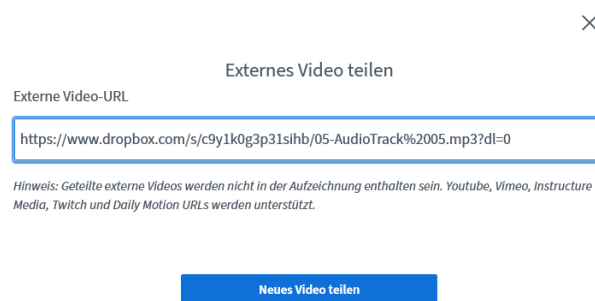 Externes Video teilen
Externe Video-URL
https://www.dropbox.com/s/c9y1k0g3p31sihb/05-AudioTrack%2005.mp3?dl=0
Hinweis: Geteilte externe Videos werden nicht in der Aufzeichnung enthalten sein. Youtube, Vimeo, Instructure
Media, Twitch und Daily Motion URLs werden unterstützt.
Neues Video teilen